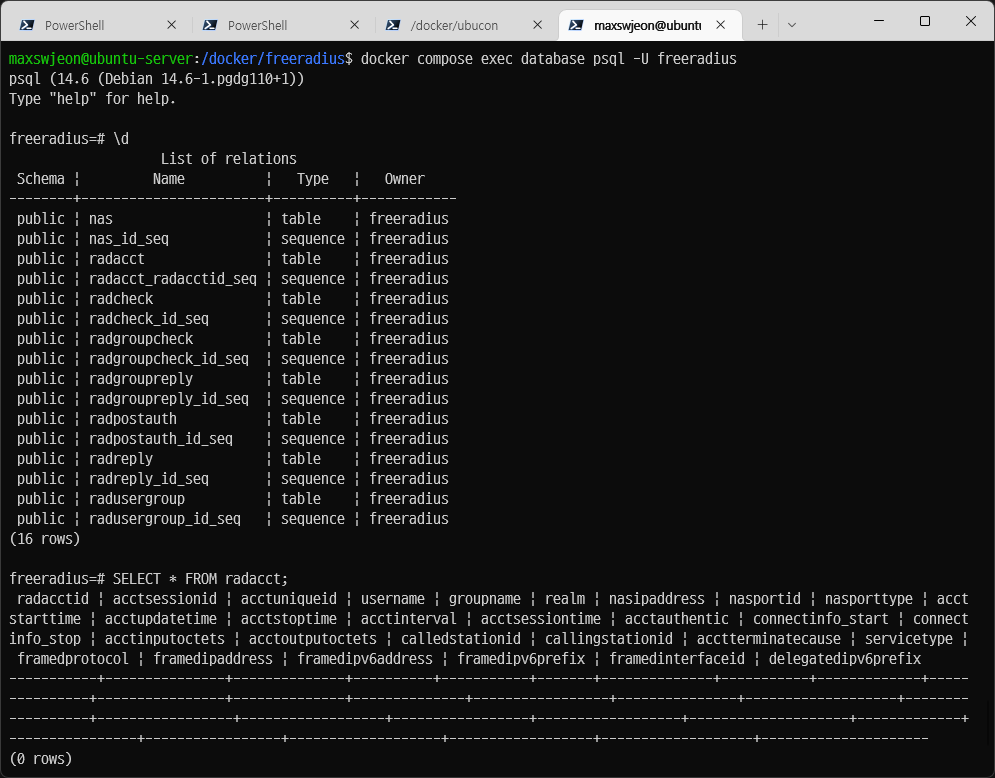 PowerShell
PowerShell
/docker/ubucon
maxswjeon@ubuntu
maxswjeon@ubuntu-server:/docker/freeradius$ docker compose exec database psql -U freeradius
psql (14.6 (Debian 14.6-1.pgdg110+1))
Type "help" for help.
freeradius=# \d
List of relations
Schema ¦ Name ¦ Type ¦ Owner
--------+-----------------------+----------+------------
public ¦ nas ¦ table ¦ freeradius
public ¦ nas_id_seq ¦ sequence ¦ freeradius
public ¦ radacct ¦ table ¦ freeradius
public ¦ radacct_radacctid_seq ¦ sequence ¦ freeradius
public ¦ radcheck ¦ table ¦ freeradius
public ¦ radcheck_id_seq ¦ sequence ¦ freeradius
public ¦ radgroupcheck ¦ table ¦ freeradius
public ¦ radgroupcheck_id_seq ¦ sequence ¦ freeradius
public ¦ radgroupreply ¦ table ¦ freeradius
public ¦ radgroupreply_id_seq ¦ sequence ¦ freeradius
public ¦ radpostauth ¦ table ¦ freeradius
public ¦ radpostauth_id_seq ¦ sequence ¦ freeradius
public ¦ radreply ¦ table ¦ freeradius
public ¦ radreply_id_seq ¦ sequence ¦ freeradius
public ¦ radusergroup ¦ table ¦ freeradius
public ¦ radusergroup_id_seq ¦ sequence ¦ freeradius
(16 rows)
freeradius=# SELECT * FROM radacct;
radacctid ¦ acctsessionid ¦ acctuniqueid ¦ username ¦ groupname ¦ realm ¦ nasipaddress ¦ nasportid ¦ nasporttype ¦ acct
starttime ¦ acctupdatetime ¦ acctstoptime ¦ acctinterval ¦ acctsessiontime ¦ acctauthentic ¦ connectinfo_start ¦ connect
info_stop ¦ acctinputoctets ¦ acctoutputoctets ¦ calledstationid ¦ callingstationid ¦ acctterminatecause ¦ servicetype ¦
framedprotocol ¦ framedipaddress ¦ framedipv6address ¦ framedipv6prefix ¦ framedinterfaceid ¦ delegatedipv6prefix
-----------+---------------+--------------+----------+-----------+-------+--------------+-----------+-------------+-----
----------+----------------+--------------+--------------+-----------------+---------------+-------------------+--------
----------+-----------------+------------------+-----------------+------------------+--------------------+-------------+
----------------+-----------------+-------------------+------------------+-------------------+---------------------
(0 rows)